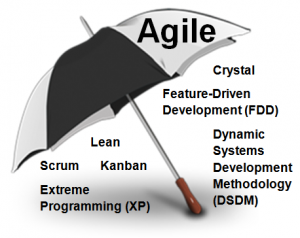 Agile
Crystal
Feature-Driven
Development (FDD)
Lean
Scrum Kanban
Extreme
Programming (XP)
Dynamic
Systems
Development
Methodology
(DSDM)